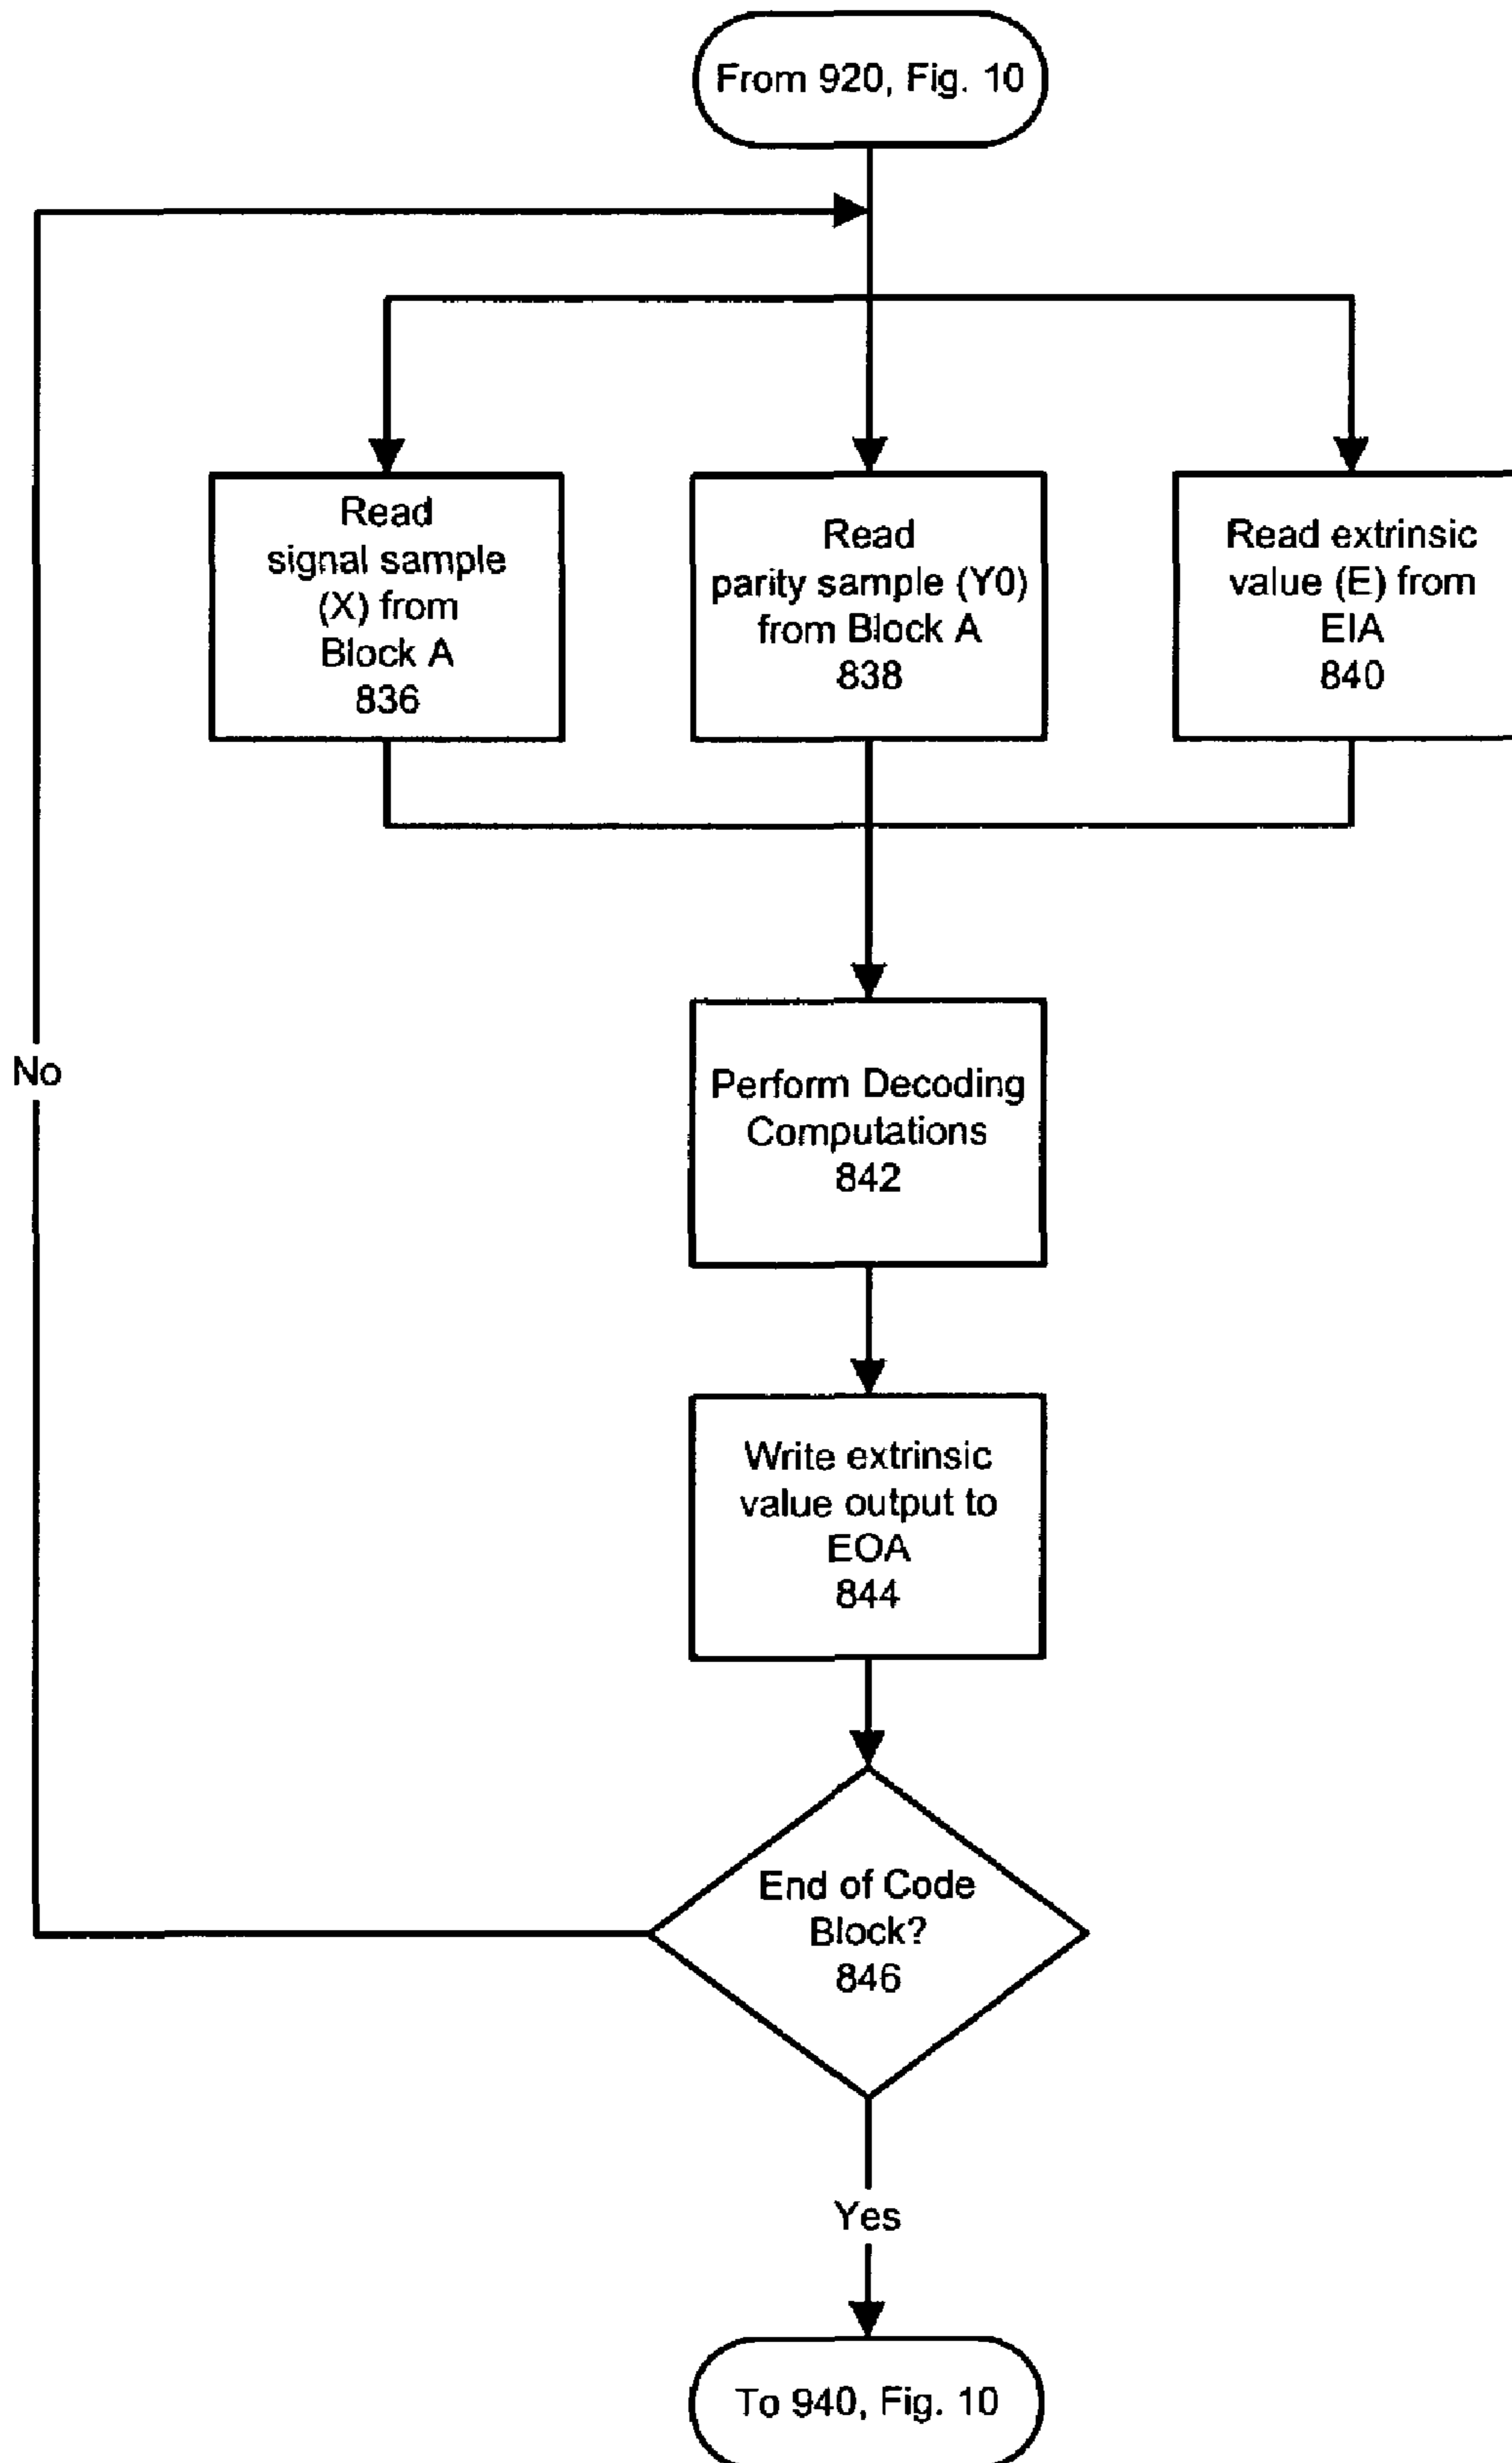 From 920, Fig. 10
Read
signal sample
(X) from
Block A
836
Read
parity sample (Y0)
from Block A
838
Read extrinsic
value (E) from
EIA
840
No
Perform Decoding
Computations
842
Write extrinsic
value output to
EOA
844
End of Code
Block?
846
Yes
To 940, Fig. 10